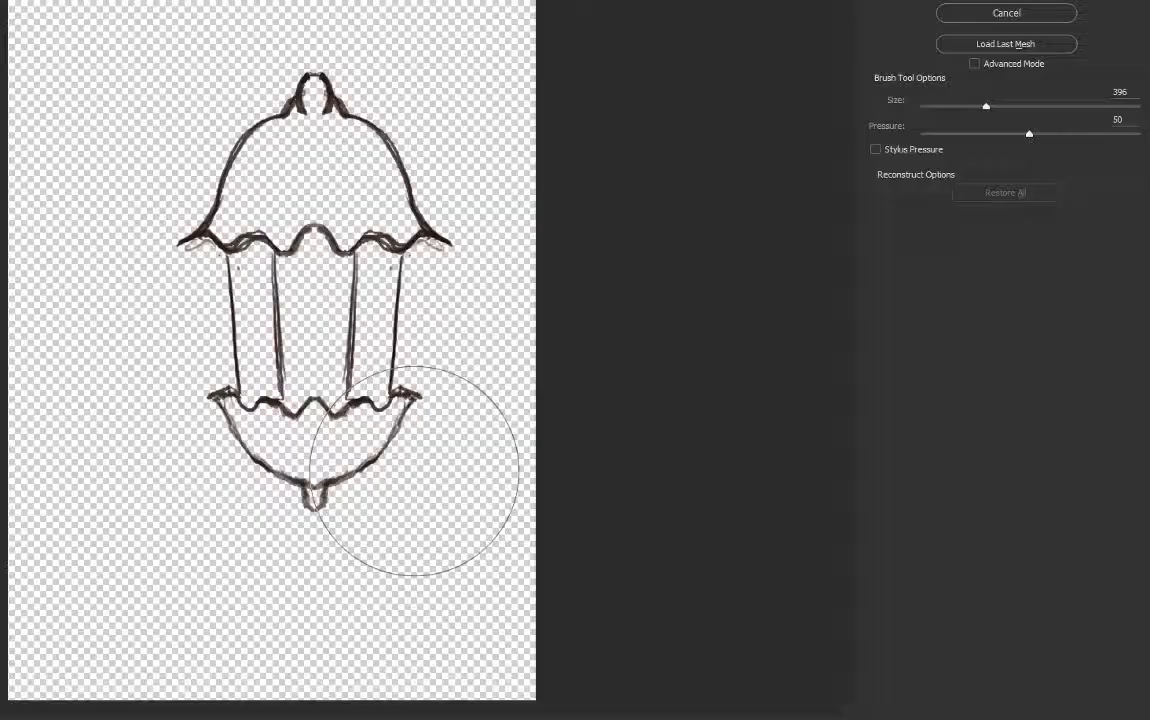 Cancel
Load Last Mesh
Advanced Mode
Brush Tool Options
Size: 396
Pressure: 50
Stylus Pressure
Reconstruct Options
Restore All